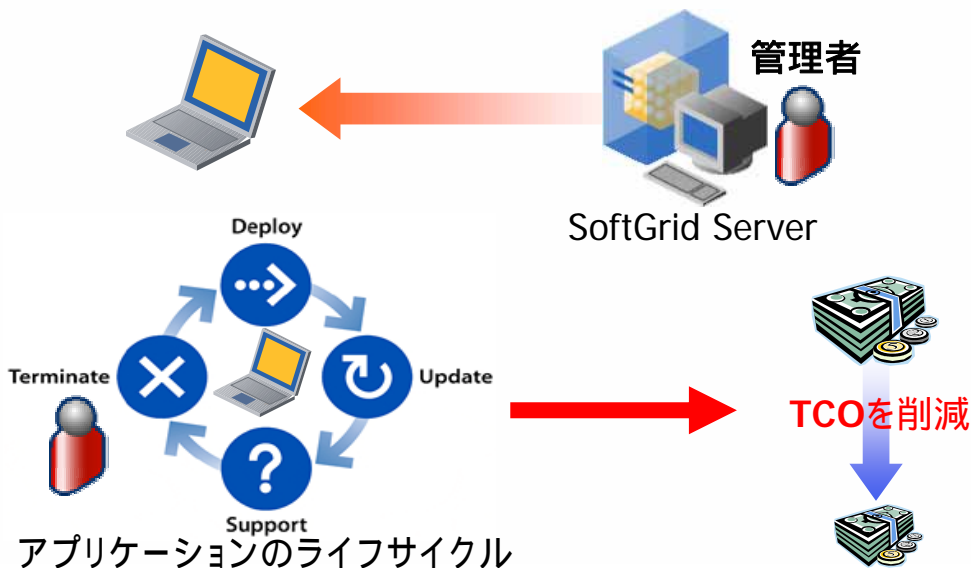 管理者
SoftGrid Server
Deploy
Terminate
Update
TCOを削減
Support
アプリケーションのライフサイクル